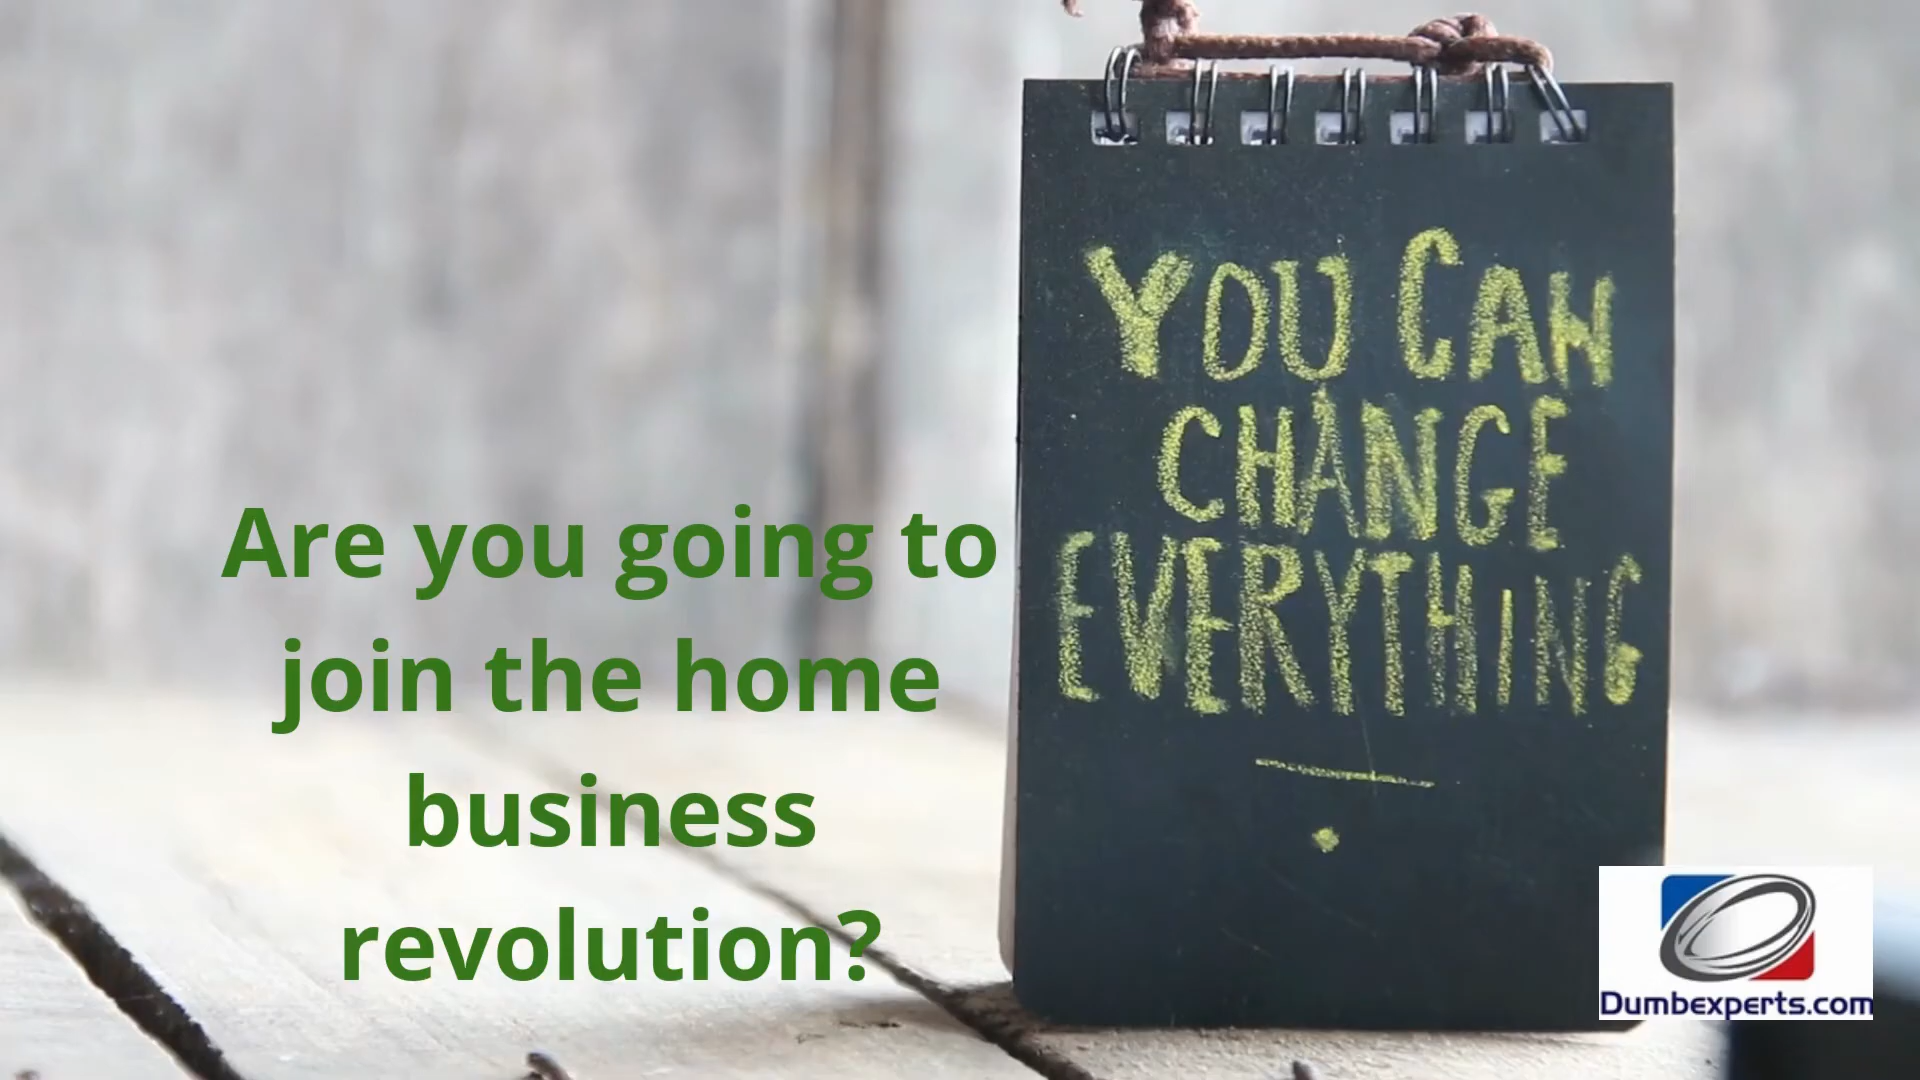 Are you going to
join the home
business
revolution?
YOU CAN
CHANGE
EVERYTHING
Dumbexperts.com